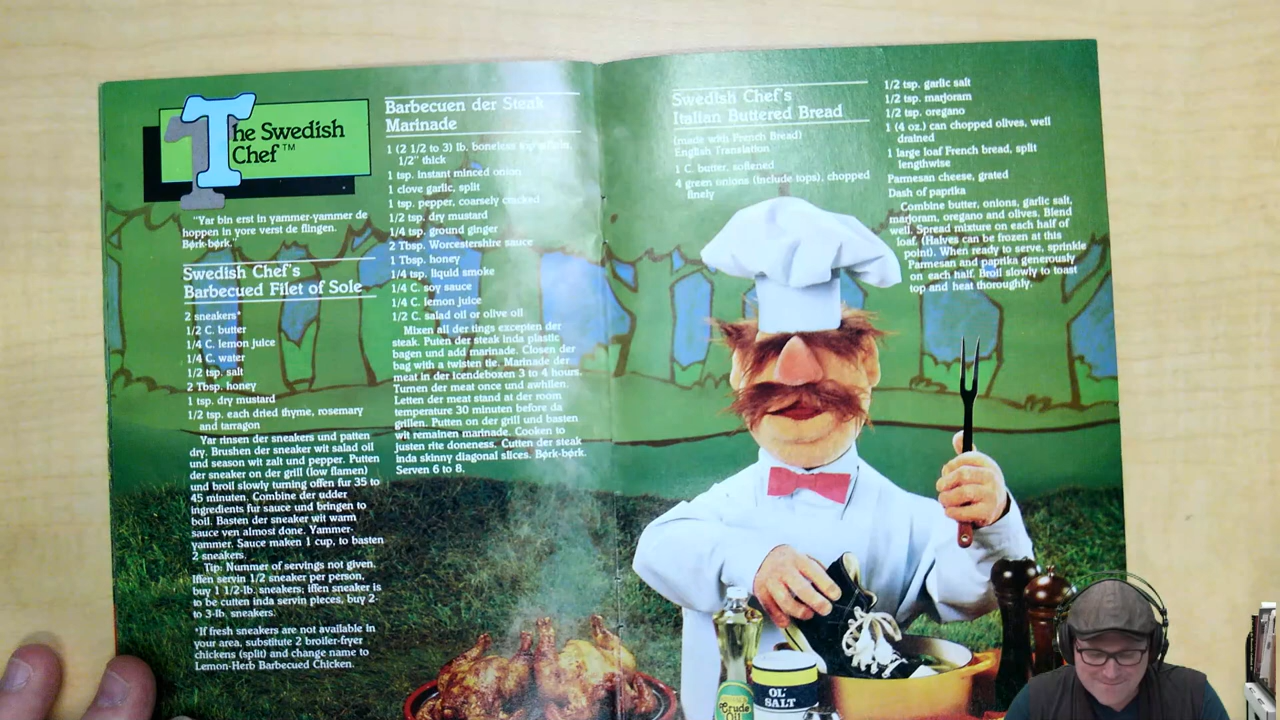 The Swedish
Chef™
"Yar bin erst in yammer-yammer de
hoppen in yore verst de flingen.
Børk-børk."
Swedish Chef's
Barbecued Filet of Sole
2 sneakers*
1/2 C. butter
1/4 C. lemon juice
1/4 C. water
1/2 tsp. salt
2 Tbsp. honey
1 tsp. dry mustard
1/2 tsp. each dried thyme, rosemary
and tarragon
Yar rinsen der sneakers und patten
dry. Brushen der sneaker wit salad oil
und season wit zalt und pepper. Putten
der sneaker on der grill (low flamen)
und broil slowly turning offen fur 35 to
45 minuten. Combine der udder
ingredients fur sauce und bringen to
boil. Basten der sneaker wit warm
sauce ven almost done. Yammer-
yammer. Sauce maken 1 cup, to basten
2 sneakers.
Tip: Nummer of servings not given.
Iffen servin 1/2 sneaker per person,
buy 1 1/2-lb. sneakers; iffen sneaker is
to be cutten inda servin pieces, buy 2-
to 3-lb. sneakers.
*If fresh sneakers are not available in
your area, substitute 2 broiler-fryer
chickens (split) and change name to
Lemon-Herb Barbecued Chicken.
Barbecuen der Steak
Marinade
1 (2 1/2 to 3) lb. boneless top sirloin,
1/2" thick
1 tsp. instant minced onion
1 clove garlic, split
1 tsp. pepper, coarsely cracked
1/2 tsp. dry mustard
1/4 tsp. ground ginger
2 Tbsp. Worcestershire sauce
1 Tbsp. honey
1/4 tsp. liquid smoke
1/4 C. soy sauce
1/4 C. lemon juice
1/2 C. salad oil or olive oil
Mixen all der tings excepten der
steak. Puten der steak inda plastic
bagen und add marinade. Closen der
bag with a twisten tie. Marinade der
meat in der icendeboxen 3 to 4 hours.
Turnen der meat once und awhilen.
Letten der meat stand at der room
temperature 30 minuten before da
grillen. Putten on der grill und basten
wit remainen marinade. Cooken to
justen rite doneness. Cutten der steak
inda skinny diagonal slices. Børk-børk.
Serven 6 to 8.
Swedish Chef's
Italian Buttered Bread
(made with French Bread)
English Translation
1 C. butter, softened
4 green onions (include tops), chopped
finely
1/2 tsp. garlic salt
1/2 tsp. marjoram
1/2 tsp. oregano
1 (4 oz.) can chopped olives, well
drained
1 large loaf French bread, split
lengthwise
Parmesan cheese, grated
Dash of paprika
Combine butter, onions, garlic salt,
marjoram, oregano and olives. Blend
well. Spread mixture on each half of
loaf. (Halves can be frozen at this
point). When ready to serve, sprinkle
Parmesan and paprika generously
on each half. Broil slowly to toast
top and heat thoroughly.
Crude
Oil
OL'
SALT